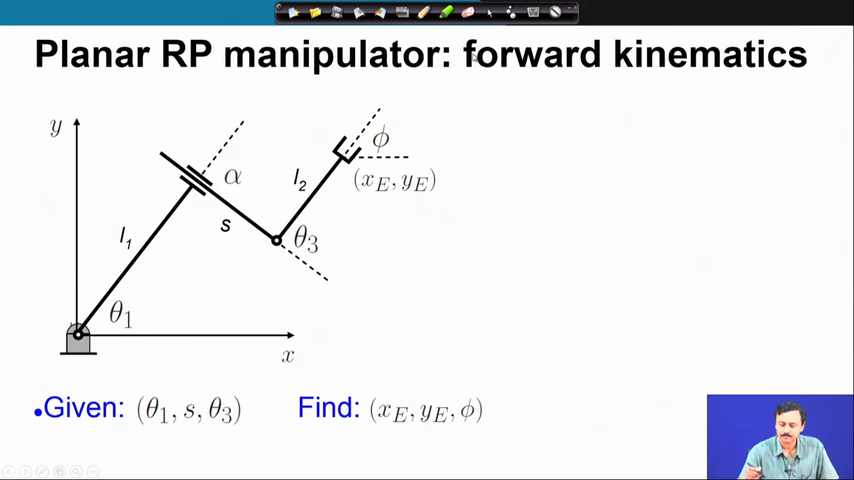 Planar RP manipulator: forward kinematics
y
ϕ
α
l₂
(x_E, y_E)
s
l₁
θ₃
θ₁
x
•Given: (θ₁, s, θ₃) Find: (x_E, y_E, ϕ)